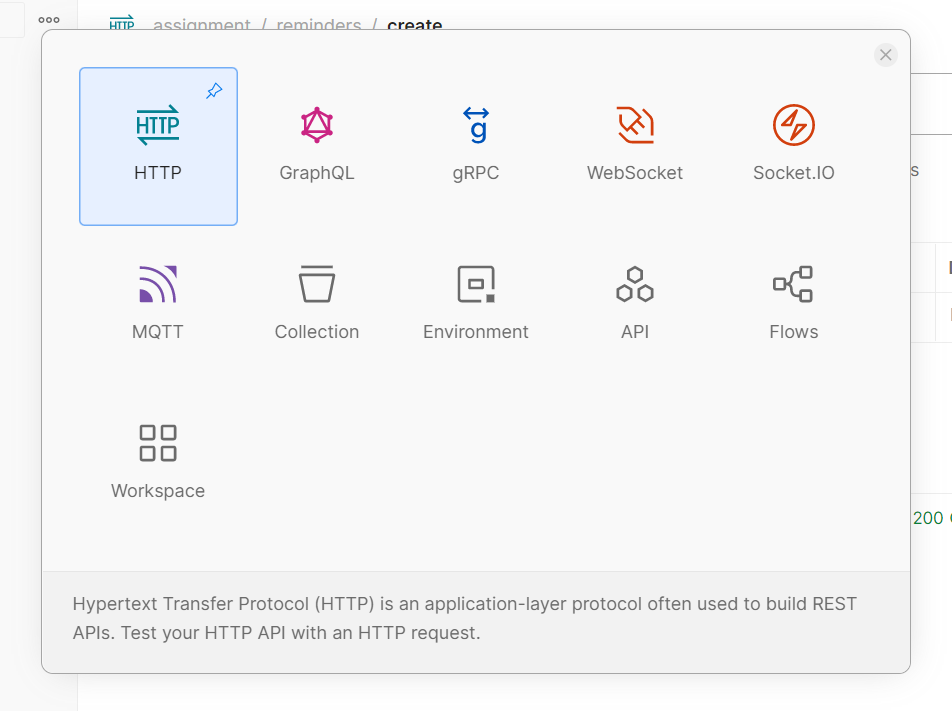 HTTP assignment / reminders / create
HTTP
HTTP
GraphQL
g
gRPC
WebSocket
Socket.IO
MQTT
Collection
Environment
API
Flows
Workspace
s
200
Hypertext Transfer Protocol (HTTP) is an application-layer protocol often used to build REST
APIs. Test your HTTP API with an HTTP request.